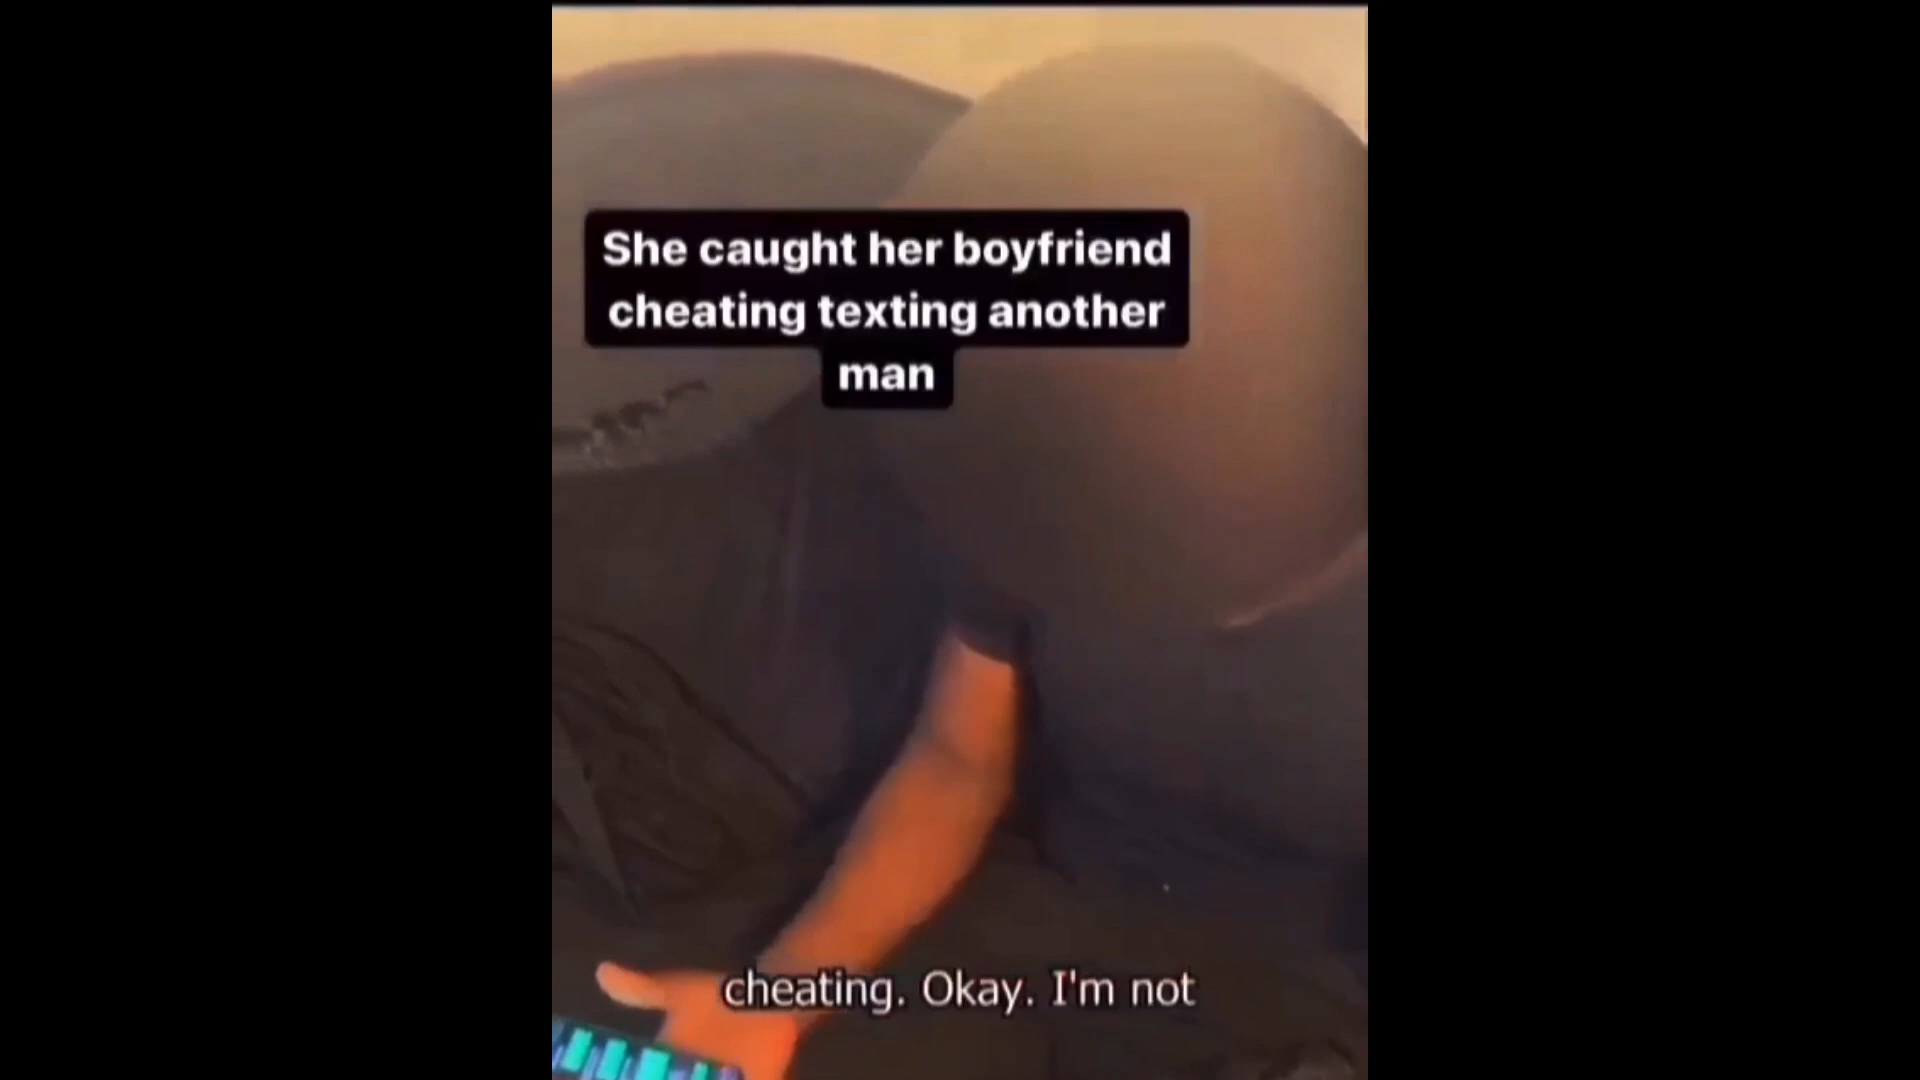 She caught her boyfriend
cheating texting another
man
cheating. Okay. I'm not